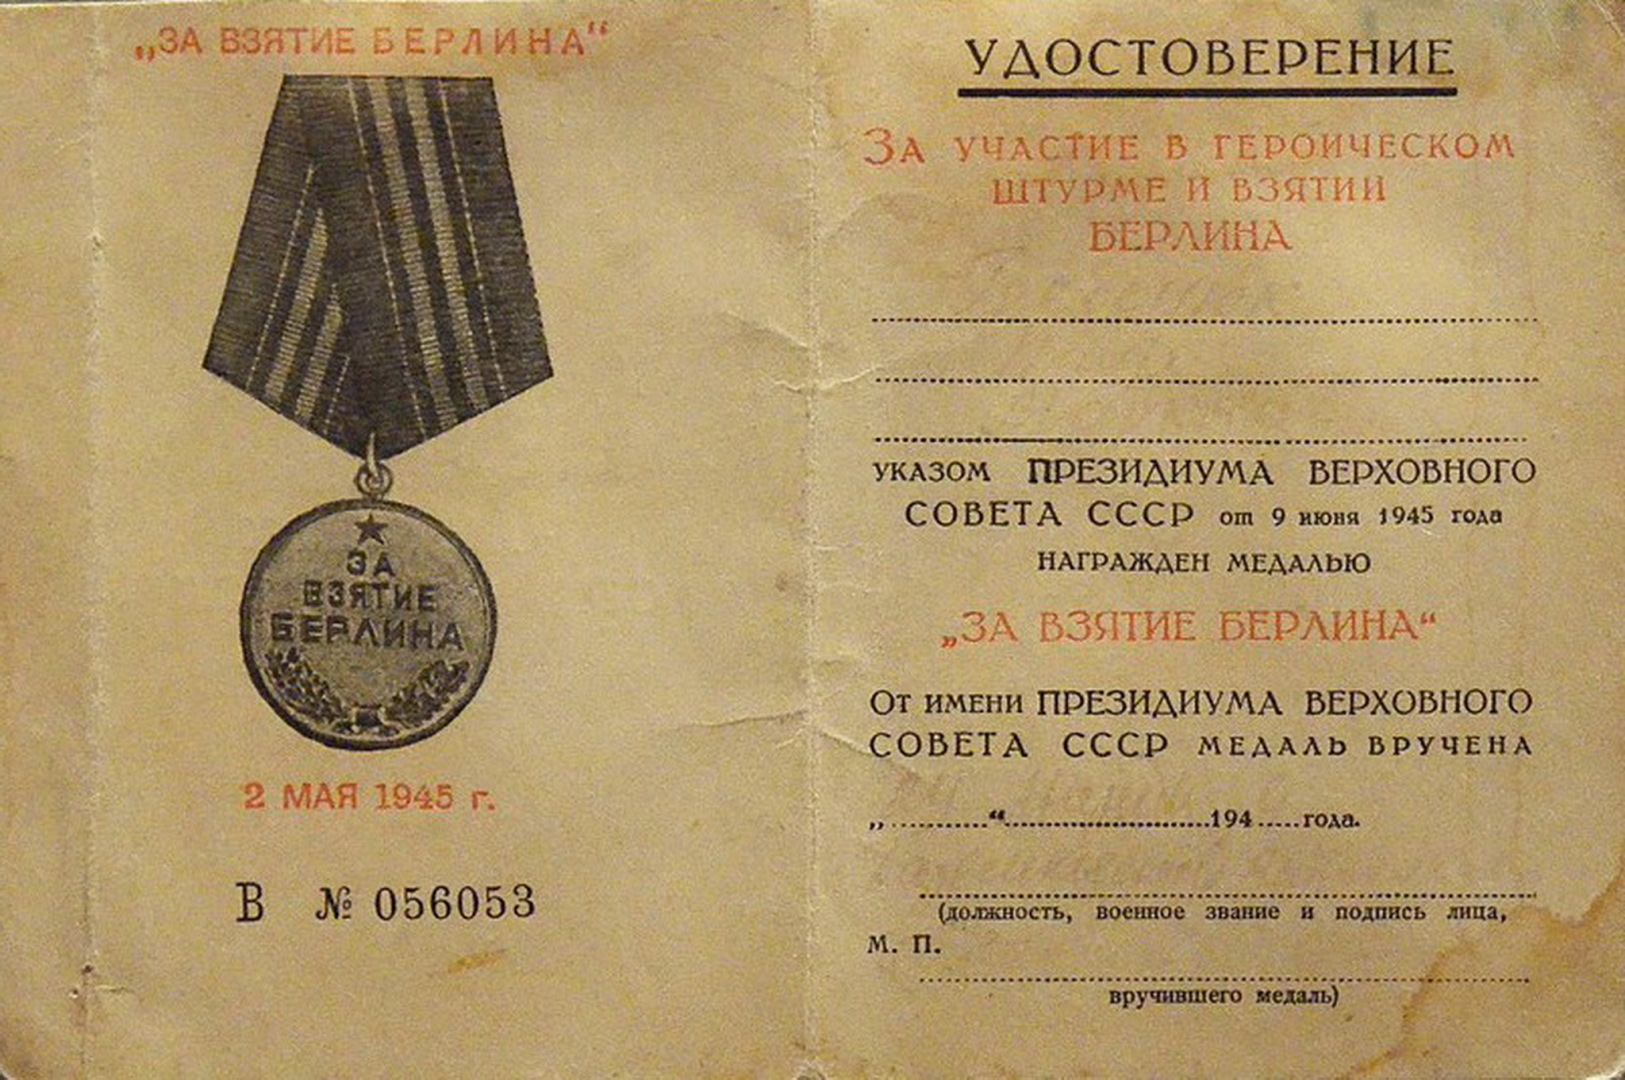 „ЗА ВЗЯТИЕ БЕРЛИНА“
ЗА
ВЗЯТИЕ
БЕРЛИНА
2 МАЯ 1945 г.
В № 056053
УДОСТОВЕРЕНИЕ
ЗА УЧАСТИЕ В ГЕРОИЧЕСКОМ
ШТУРМЕ И ВЗЯТИИ
БЕРЛИНА
УКАЗОМ ПРЕЗИДИУМА ВЕРХОВНОГО
СОВЕТА СССР от 9 июня 1945 года
НАГРАЖДЕН МЕДАЛЬЮ
„ЗА ВЗЯТИЕ БЕРЛИНА“
ОТ ИМЕНИ ПРЕЗИДИУМА ВЕРХОВНОГО
СОВЕТА СССР МЕДАЛЬ ВРУЧЕНА
„..........“....................194.....года.
(должность, военное звание и подпись лица,
М. П.
вручившего медаль)